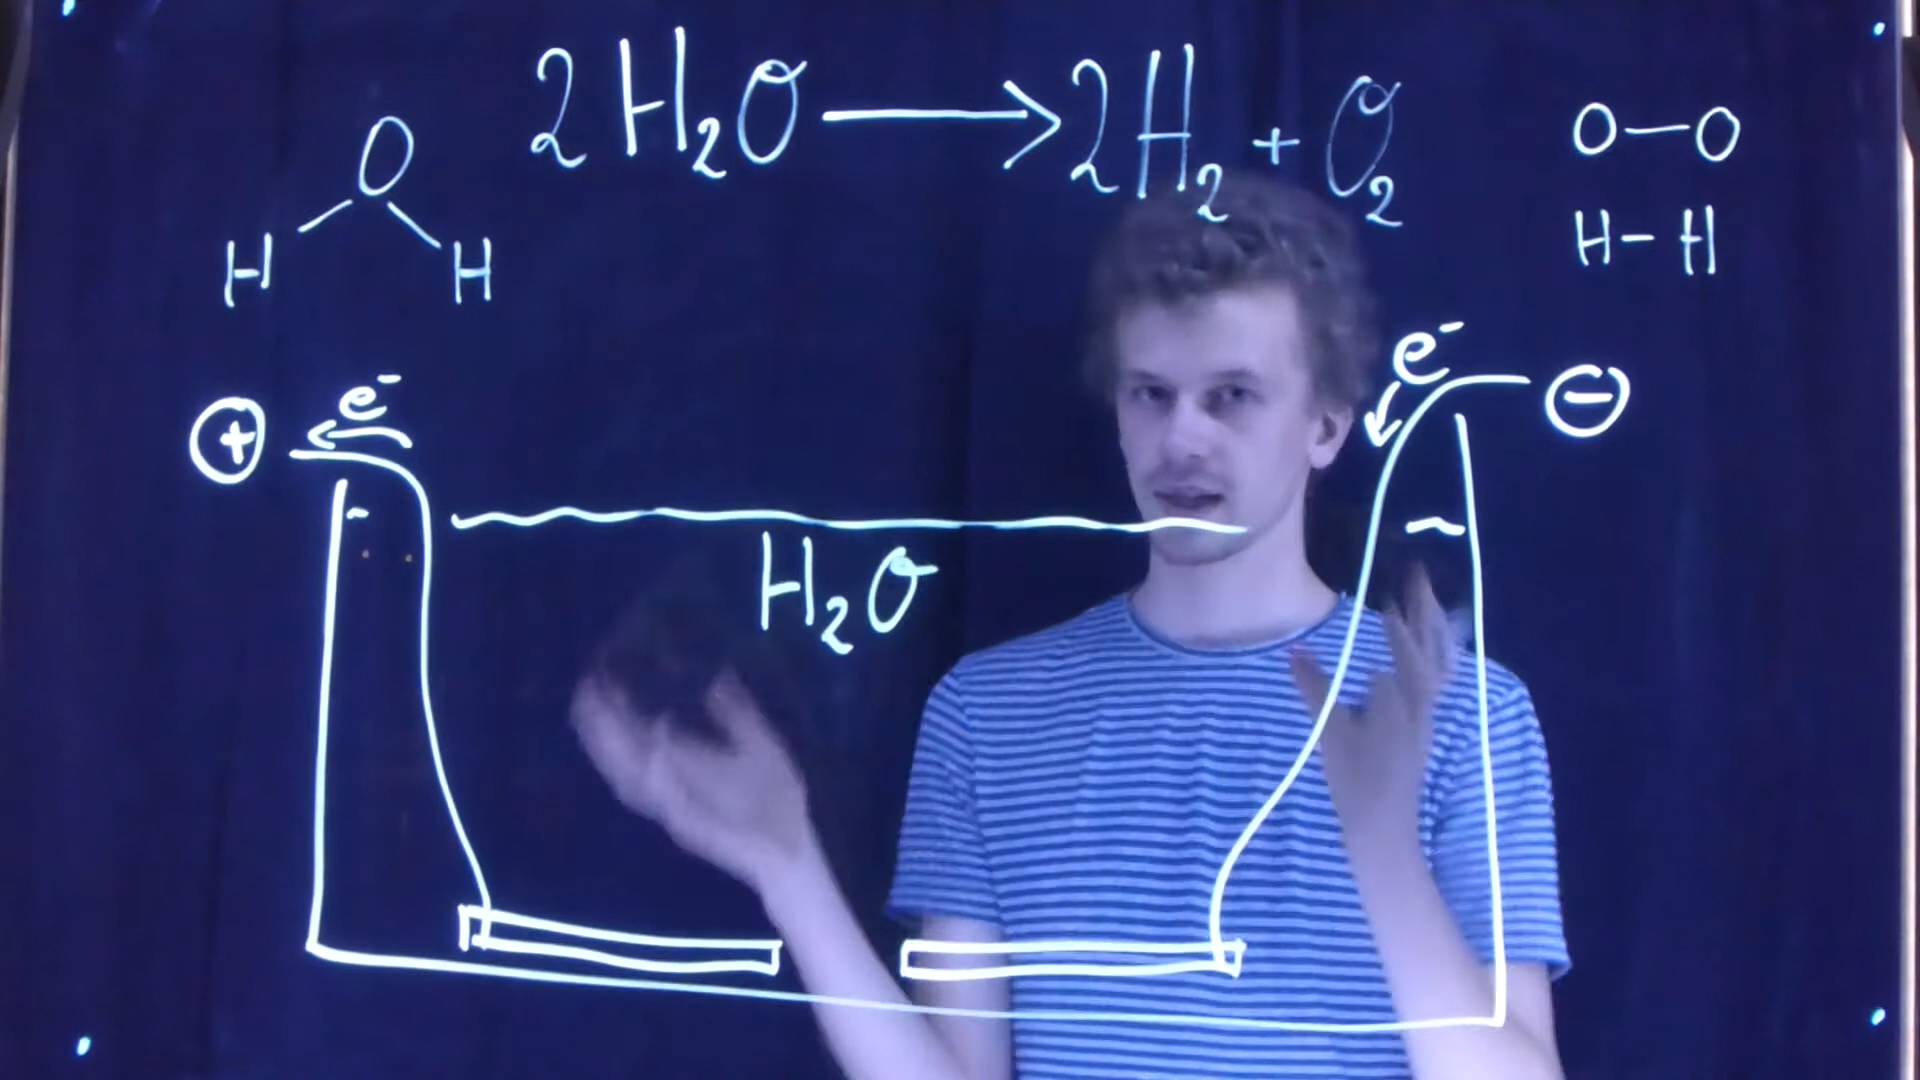 2H₂O → 2H₂ + O₂
O
H H
O-O
H-H
e⁻
+
e⁻
-
H₂O